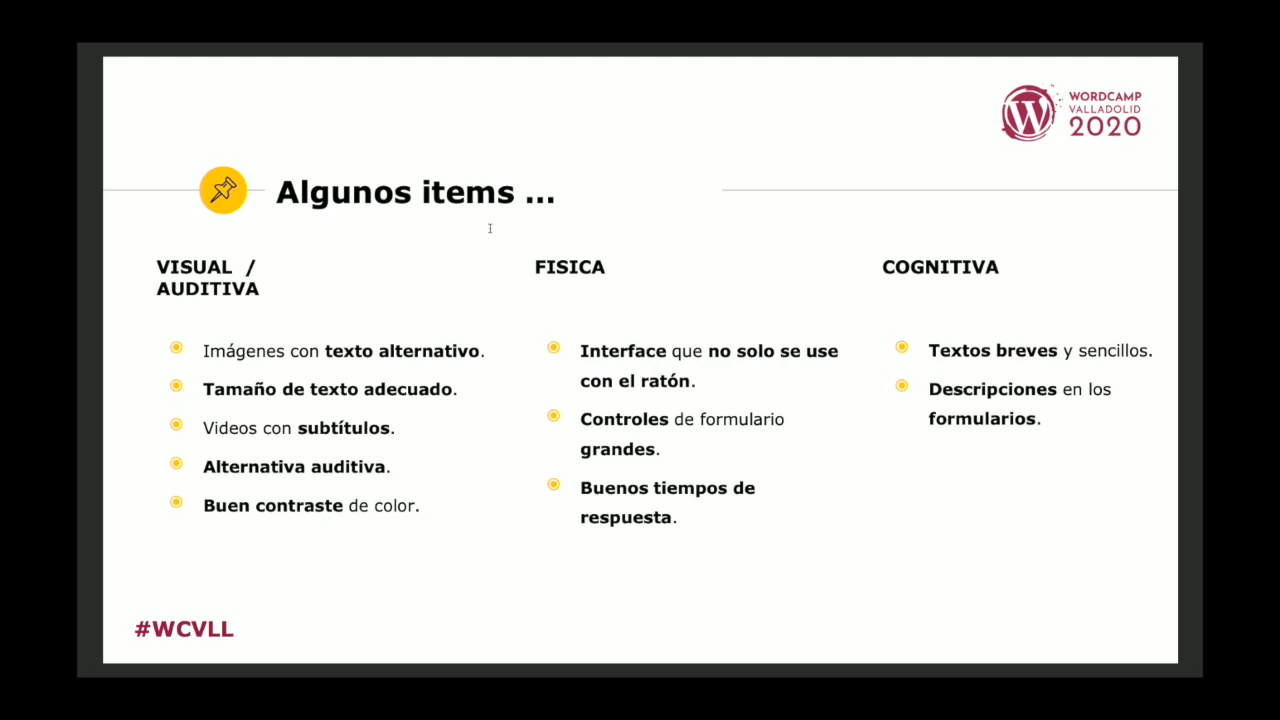 WORDCAMP
VALLADOLID
2020
Algunos items ...
VISUAL /
AUDITIVA
Imágenes con texto alternativo.
Tamaño de texto adecuado.
Videos con subtítulos.
Alternativa auditiva.
Buen contraste de color.
FISICA
Interface que no solo se use
con el ratón.
Controles de formulario
grandes.
Buenos tiempos de
respuesta.
COGNITIVA
Textos breves y sencillos.
Descripciones en los
formularios.
#WCVLL